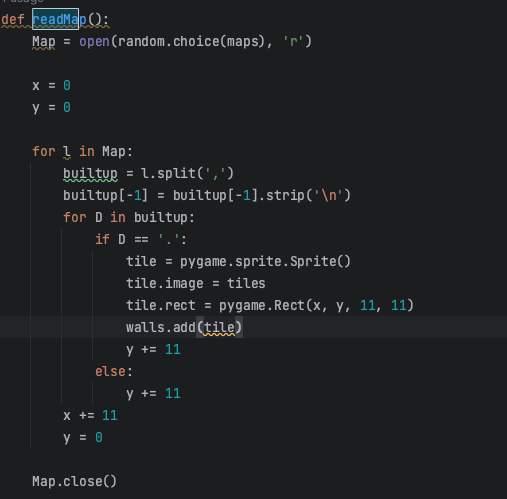 def readMap():
    Map = open(random.choice(maps), 'r')
    x = 0
    y = 0
    for l in Map:
        builtup = l.split(',')
        builtup[-1] = builtup[-1].strip('\n')
        for D in builtup:
            if D == '.':
                tile = pygame.sprite.Sprite()
                tile.image = tiles
                tile.rect = pygame.Rect(x, y, 11, 11)
                walls.add(tile)
                y += 11
            else:
                y += 11
        x += 11
        y = 0
    Map.close()